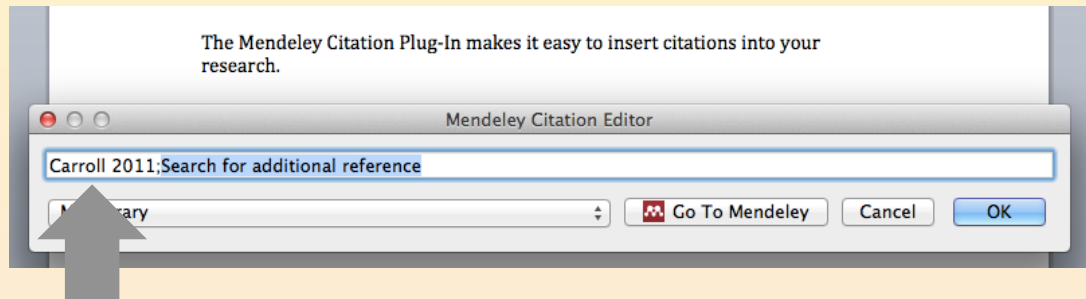 The Mendeley Citation Plug-In makes it easy to insert citations into your
research.
Mendeley Citation Editor
Carroll 2011;Search for additional reference
Go To Mendeley
Cancel
OK